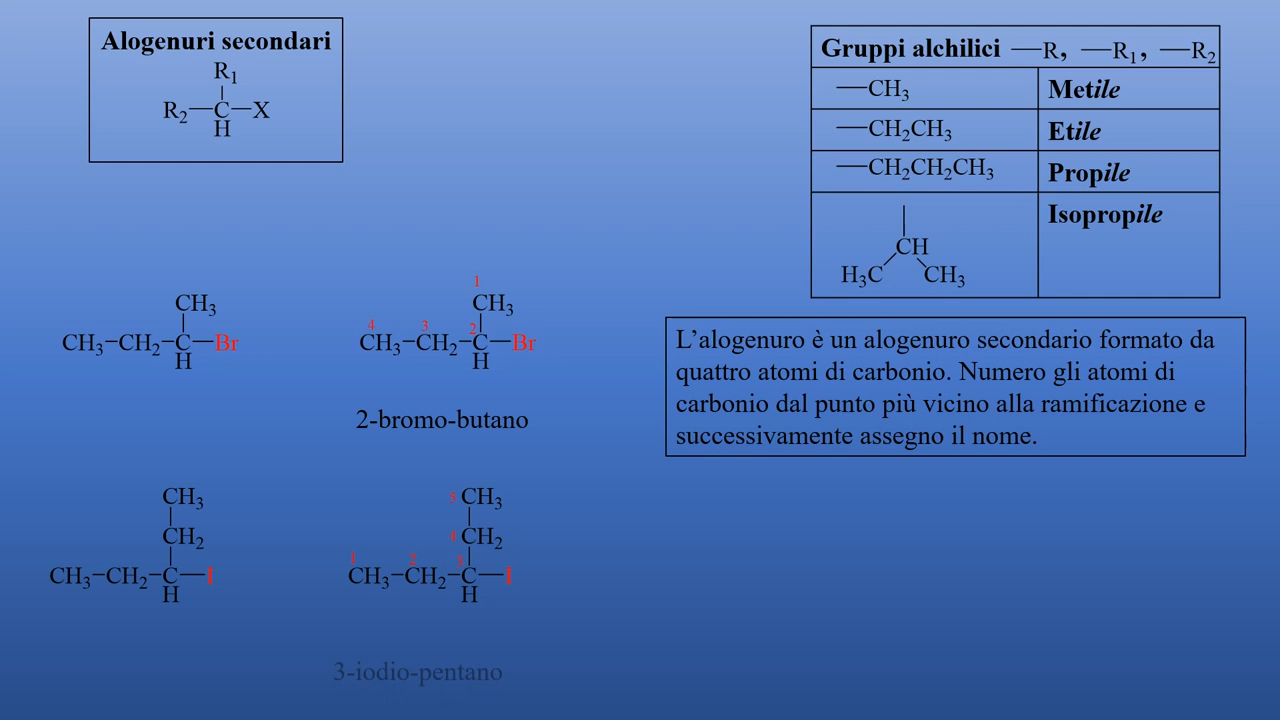 Alogenuri secondari
R₁
R₂—C—X
H
Gruppi alchilici —R, —R₁, —R₂
—CH₃ Metile
—CH₂CH₃ Etile
—CH₂CH₂CH₃ Propile
Isopropile
CH
H₃C CH₃
CH₃
CH₃−CH₂−C—Br
H
1
CH₃
4 3 2
CH₃−CH₂−C—Br
H
2-bromo-butano
L’alogenuro è un alogenuro secondario formato da
quattro atomi di carbonio. Numero gli atomi di
carbonio dal punto più vicino alla ramificazione e
successivamente assegno il nome.
CH₃
CH₂
CH₃−CH₂−C—I
H
5 CH₃
4 CH₂
1 2 3
CH₃−CH₂−C—I
H
3-iodio-pentano